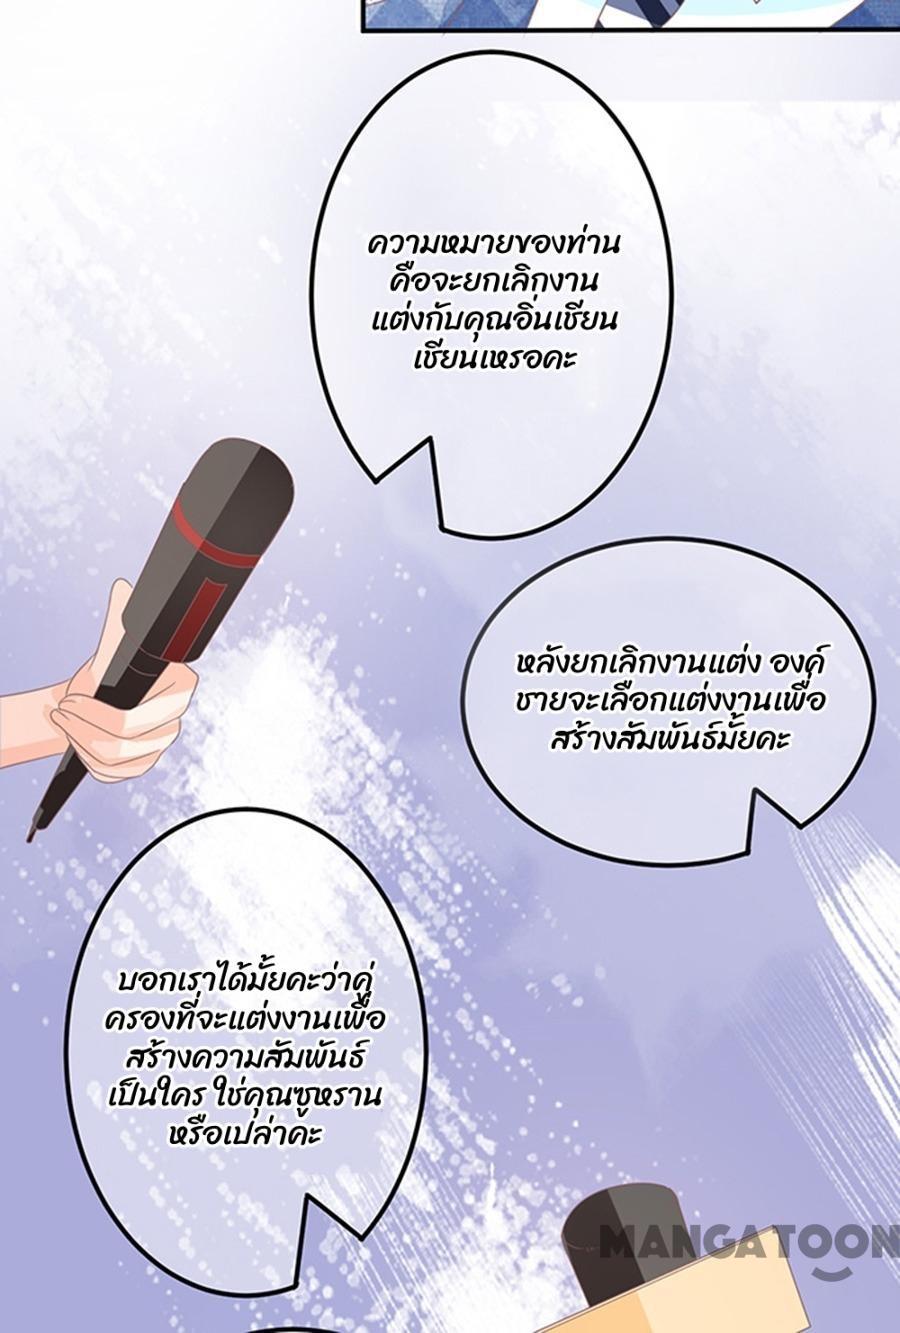 ความหมายของท่าน
คือจะยกเลิกงาน
แต่งกับคุณอิ่นเชียน
เชียนเหรอคะ
หลังยกเลิกงานแต่ง องค์
ชายจะเลือกแต่งงานเพื่อ
สร้างสัมพันธ์มั้ยคะ
บอกเราได้มั้ยคะว่าคู่
ครองที่จะแต่งงานเพื่อ
สร้างความสัมพันธ์
เป็นใคร ใช่คุณซูหราน
หรือเปล่าคะ
MANGATOON